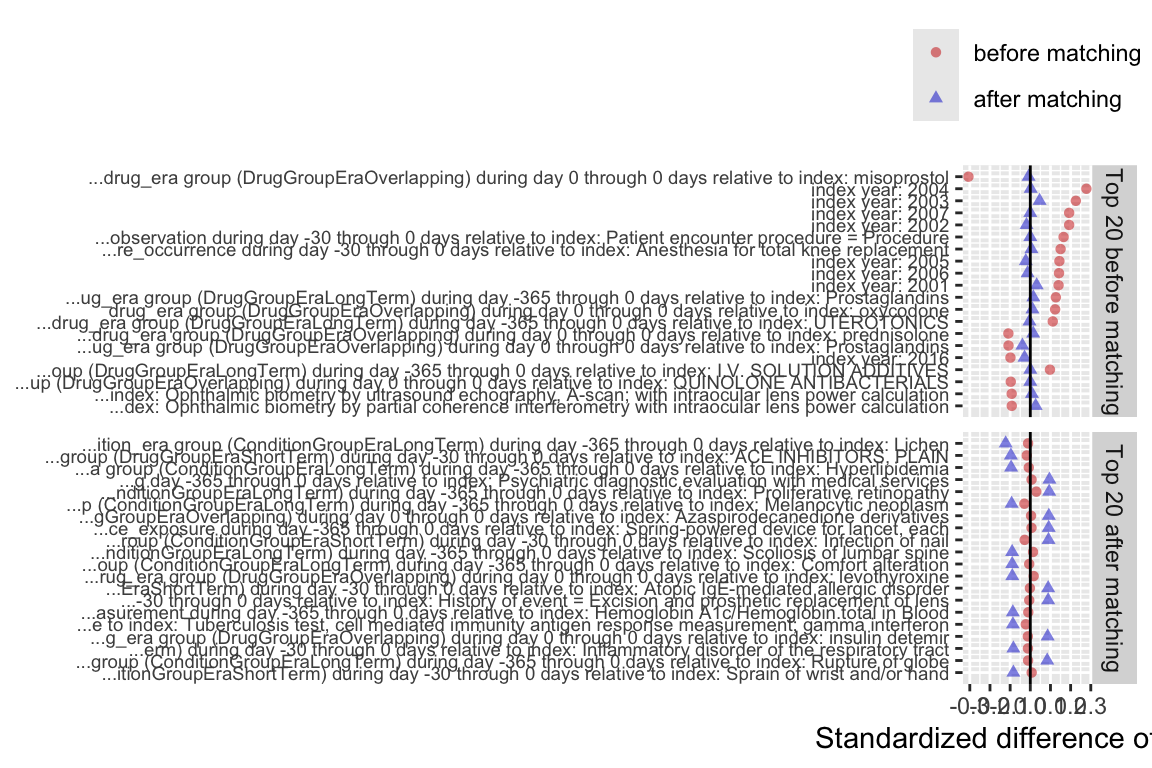 before matching
after matching
...drug_era group (DrugGroupEraOverlapping) during day 0 through 0 days relative to index: misoprostol
index year: 2004
index year: 2003
index year: 2007
index year: 2002
...observation during day -30 through 0 days relative to index: Patient encounter procedure = Procedure
...re_occurrence during day -30 through 0 days relative to index: Anesthesia for total knee replacement
index year: 2005
index year: 2006
index year: 2001
...ug_era group (DrugGroupEraLongTerm) during day -365 through 0 days relative to index: Prostaglandins
drug_era group (DrugGroupEraOverlapping) during day 0 through 0 days relative to index: oxycodone
...drug_era group (DrugGroupEraLongTerm) during day -365 through 0 days relative to index: UTEROTONICS
...drug_era group (DrugGroupEraOverlapping) during day 0 through 0 days relative to index: prednisolone
...ug_era group (DrugGroupEraOverlapping) during day 0 through 0 days relative to index: Prostaglandins
index year: 2016
...oup (DrugGroupEraLongTerm) during day -365 through 0 days relative to index: I.V. SOLUTION ADDITIVES
...up (DrugGroupEraOverlapping) during day 0 through 0 days relative to index: QUINOLONE ANTIBACTERIALS
...index: Ophthalmic biometry by ultrasound echography, A-scan; with intraocular lens power calculation
...dex: Ophthalmic biometry by partial coherence interferometry with intraocular lens power calculation
Top 20 before matching
...ition_era group (ConditionGroupEraLongTerm) during day -365 through 0 days relative to index: Lichen
...group (DrugGroupEraShortTerm) during day -30 through 0 days relative to index: ACE INHIBITORS, PLAIN
...a group (ConditionGroupEraLongTerm) during day -365 through 0 days relative to index: Hyperlipidemia
...g day -365 through 0 days relative to index: Psychiatric diagnostic evaluation with medical services
...nditionGroupEraLongTerm) during day -365 through 0 days relative to index: Proliferative retinopathy
...p (ConditionGroupEraLongTerm) during day -365 through 0 days relative to index: Melanocytic neoplasm
...gGroupEraOverlapping) during day 0 through 0 days relative to index: Azaspirodecanedione derivatives
...ce_exposure during day -365 through 0 days relative to index: Spring-powered device for lancet, each
...roup (ConditionGroupEraShortTerm) during day -30 through 0 days relative to index: Infection of nail
...nditionGroupEraLongTerm) during day -365 through 0 days relative to index: Scoliosis of lumbar spine
...oup (ConditionGroupEraLongTerm) during day -365 through 0 days relative to index: Comfort alteration
...rug_era group (DrugGroupEraOverlapping) during day 0 through 0 days relative to index: levothyroxine
...EraShortTerm) during day -30 through 0 days relative to index: Atopic IgE-mediated allergic disorder
...-30 through 0 days relative to index: History of event = Excision and prosthetic replacement of lens
...asurement during day -365 through 0 days relative to index: Hemoglobin A1c/Hemoglobin.total in Blood
...e to index: Tuberculosis test, cell mediated immunity antigen response measurement; gamma interferon
...g_era group (DrugGroupEraOverlapping) during day 0 through 0 days relative to index: insulin detemir
...erm) during day -30 through 0 days relative to index: Inflammatory disorder of the respiratory tract
...group (ConditionGroupEraLongTerm) during day -365 through 0 days relative to index: Rupture of globe
...itionGroupEraShortTerm) during day -30 through 0 days relative to index: Sprain of wrist and/or hand
Top 20 after matching
-0.3-0.2-0.1 0.0 0.1 0.2 0.3
Standardized difference of